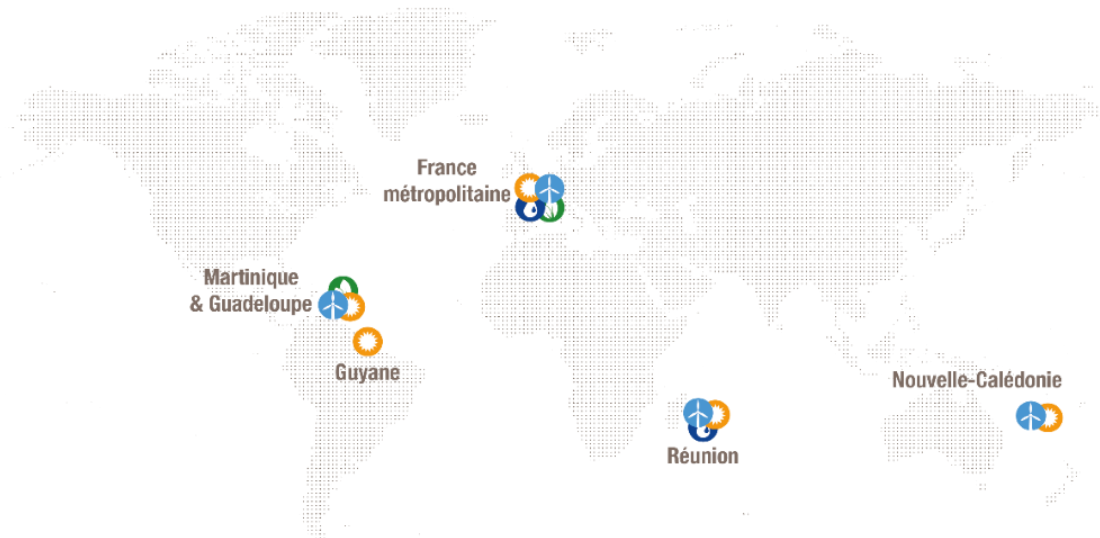 France
métropolitaine
Martinique
& Guadeloupe
Guyane
Nouvelle-Calédonie
Réunion